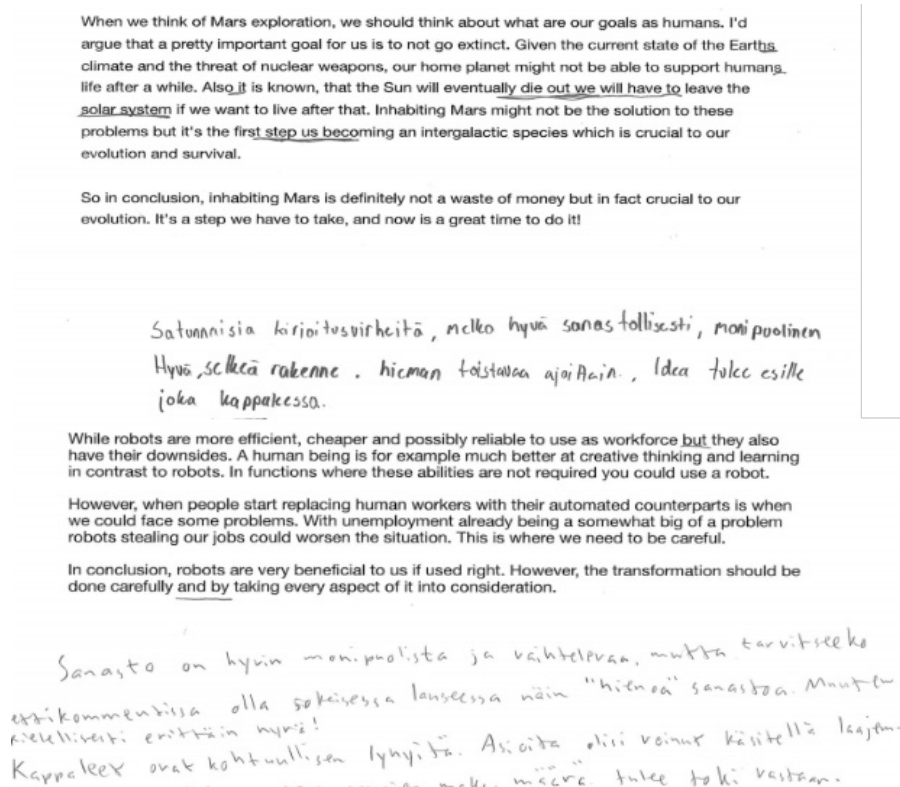 When we think of Mars exploration, we should think about what are our goals as humans. I'd
argue that a pretty important goal for us is to not go extinct. Given the current state of the Earths
climate and the threat of nuclear weapons, our home planet might not be able to support humans
life after a while. Also it is known, that the Sun will eventually die out we will have to leave the
solar system if we want to live after that. Inhabiting Mars might not be the solution to these
problems but it's the first step us becoming an intergalactic species which is crucial to our
evolution and survival.
So in conclusion, inhabiting Mars is definitely not a waste of money but in fact crucial to our
evolution. It's a step we have to take, and now is a great time to do it!
Satunnnisia kirjoitusvirheitä, melko hyvä sanastollisesti, monipuolinen
Hyvä, selkeä rakenne. hieman toistavaa ajoittain., Idea tulee esille
joka kappaleessa.
While robots are more efficient, cheaper and possibly reliable to use as workforce but they also
have their downsides. A human being is for example much better at creative thinking and learning
in contrast to robots. In functions where these abilities are not required you could use a robot.
However, when people start replacing human workers with their automated counterparts is when
we could face some problems. With unemployment already being a somewhat big of a problem
robots stealing our jobs could worsen the situation. This is where we need to be careful.
In conclusion, robots are very beneficial to us if used right. However, the transformation should be
done carefully and by taking every aspect of it into consideration.
Sanasto on hyvin monipuolista ja vaihtelevaa, mutta tarvitseeko
olla jokaisessa lauseessa näin "hienoa" sanastoa. Muuten
kielellisesti erittäin hyvä!
Kappaleet ovat kohtuullisen lyhyitä. Asioita olisi voinut käsitellä laajem-
määrä tulee toki vastaan.